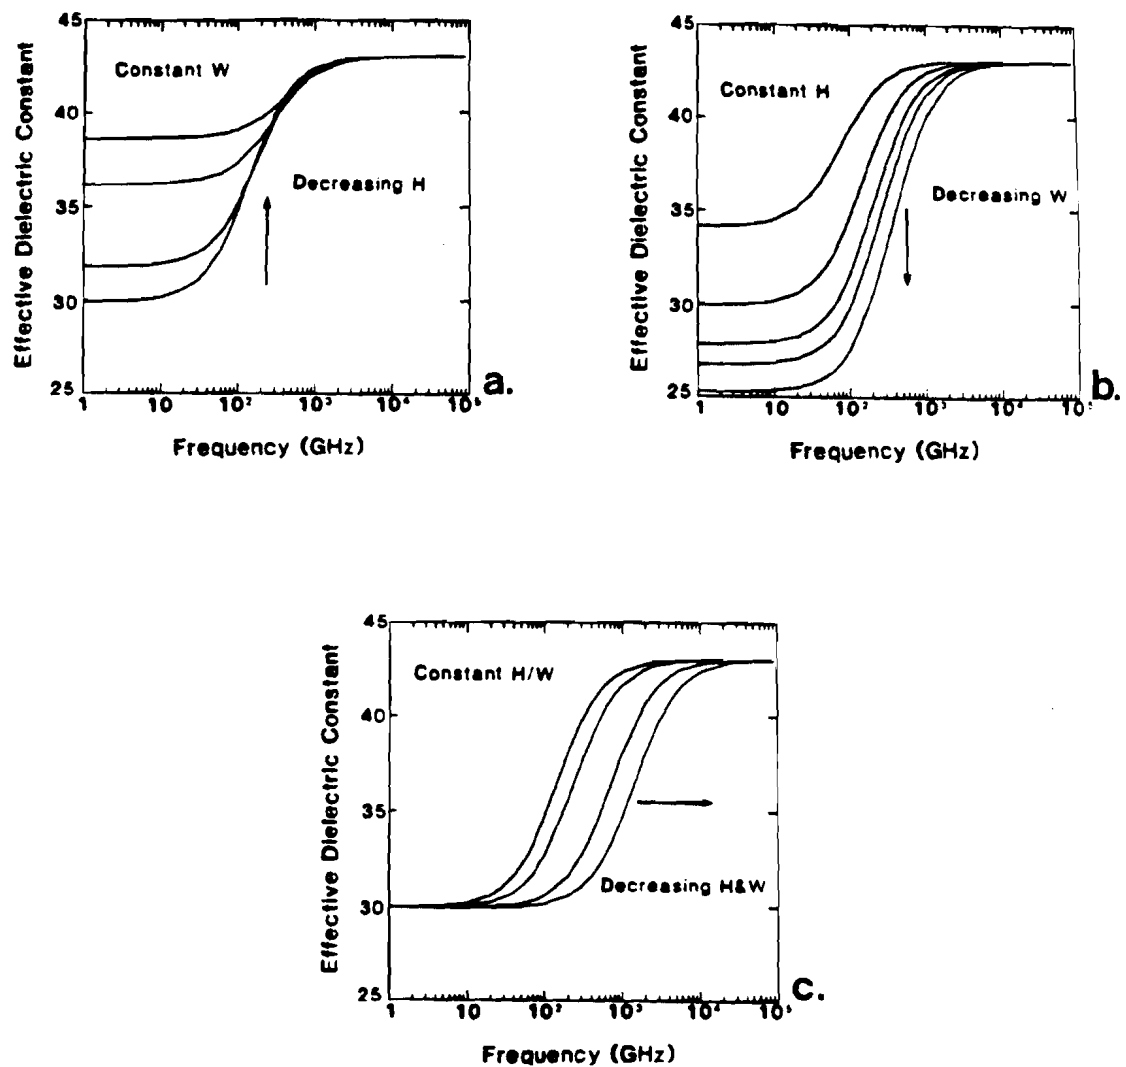 45
40
35
30
25
Effective Dielectric Constant
Constant W
Decreasing H
1 10 10² 10³ 10⁴ 10⁵
Frequency (GHz)
a.
45
40
35
30
25
Effective Dielectric Constant
Constant H
Decreasing W
1 10 10² 10³ 10⁴
Frequency (GHz)
b.
45
40
35
30
25
Effective Dielectric Constant
Constant H/W
Decreasing H&W
1 10 10² 10³ 10⁴ 10⁵
Frequency (GHz)
c.